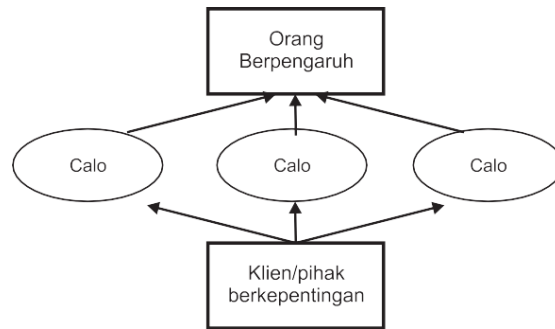 Orang
Berpengaruh
Calo
Calo
Calo
Klien/pihak
berkepentingan